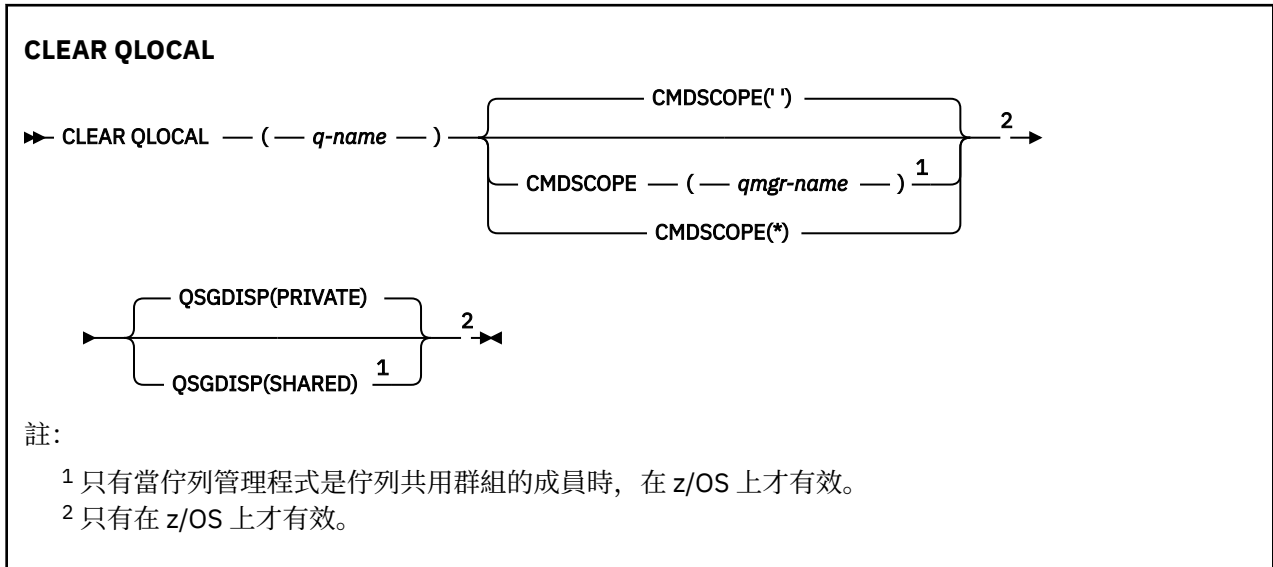 CLEAR QLOCAL
CMDSCOPE(' ')
CLEAR QLOCAL ( q-name ) 2
CMDSCOPE ( qmgr-name ) 1
CMDSCOPE(*)
QSGDISP(PRIVATE)
2
QSGDISP(SHARED) 1
註：
1 只有當佇列管理程式是佇列共用群組的成員時，在 z/OS 上才有效。
2 只有在 z/OS 上才有效。